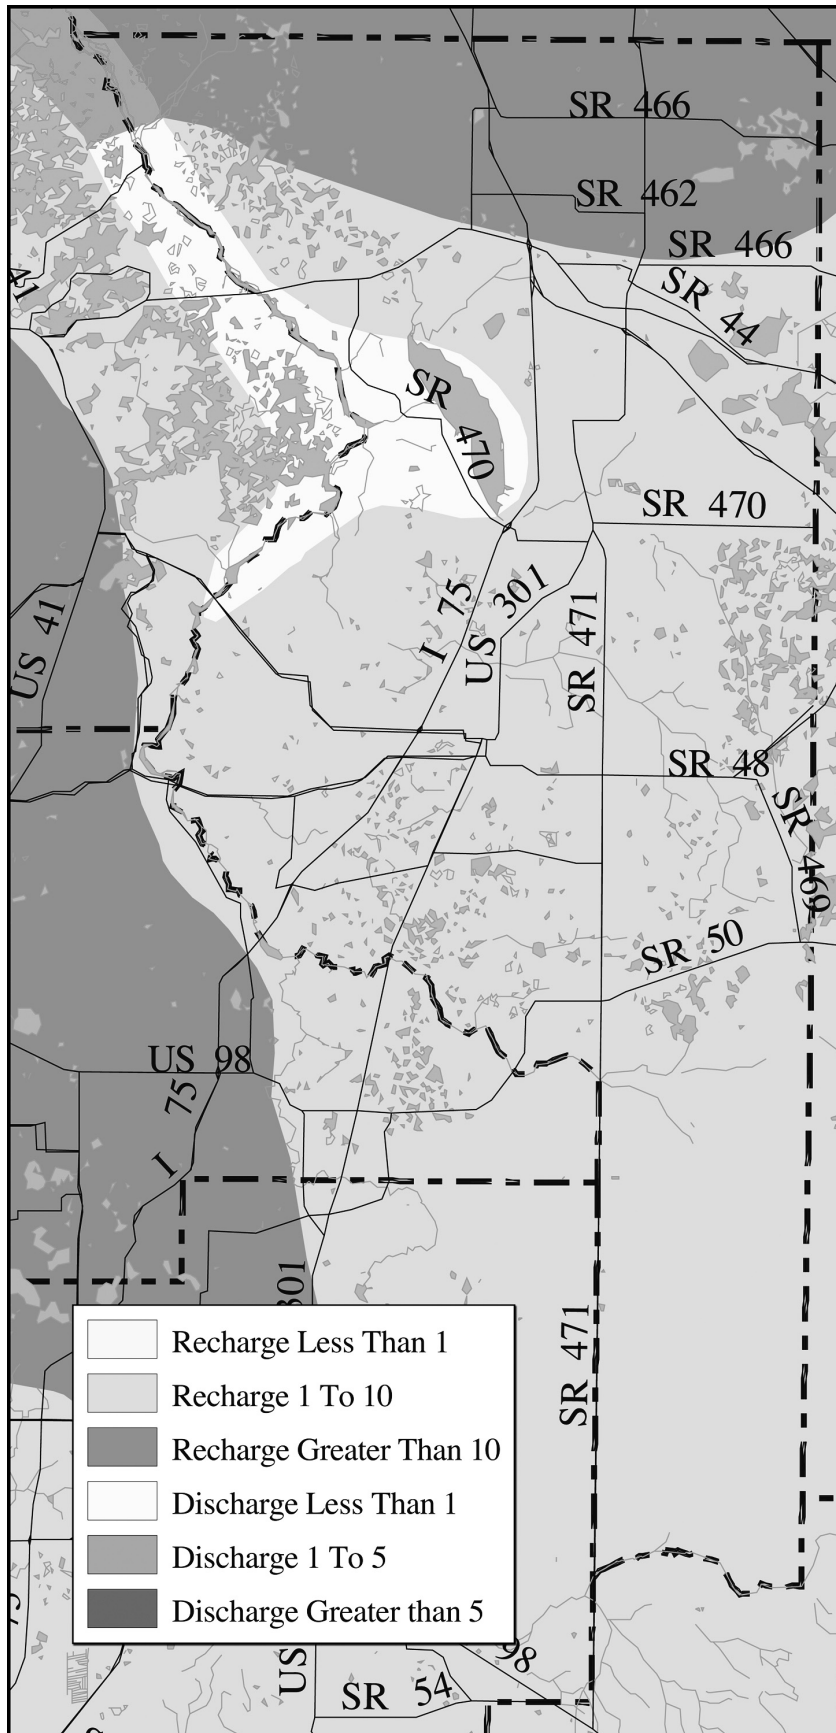 SR 466
SR 462
SR 466
41
SR 44
SR 470
SR 470
I 75
US 301
SR 471
US 41
SR 48
SR 469
SR 50
US 98
I 75
301
SR 471
Recharge Less Than 1
Recharge 1 To 10
Recharge Greater Than 10
Discharge Less Than 1
Discharge 1 To 5
Discharge Greater than 5
US
98
SR 54